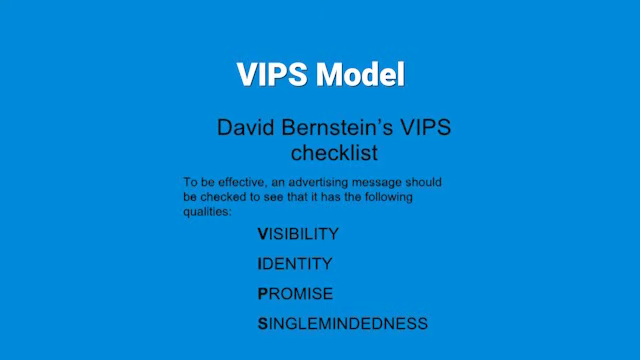 VIPS Model
David Bernstein's VIPS
checklist
To be effective, an advertising message should
be checked to see that it has the following
qualities:
VISIBILITY
IDENTITY
PROMISE
SINGLEMINDEDNESS